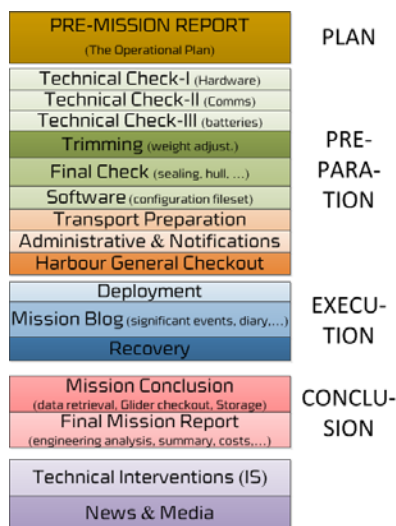 PRE-MISSION REPORT
(The Operational Plan)
PLAN
Technical Check-I (Hardware)
Technical Check-II (Comms)
Technical Check-III (batteries)
Trimming (weight adjust.)
Final Check (sealing, hull, ...)
Software (configuration fileset)
Transport Preparation
Administrative & Notifications
Harbour General Checkout
PRE-
PARA-
TION
Deployment
Mission Blog (significant events, diary,...)
Recovery
EXECU-
TION
Mission Conclusion
(data retrieval, Glider checkout, Storage)
Final Mission Report
(engineering analysis, summary, costs,...)
CONCLU-
SION
Technical Interventions (IS)
News & Media